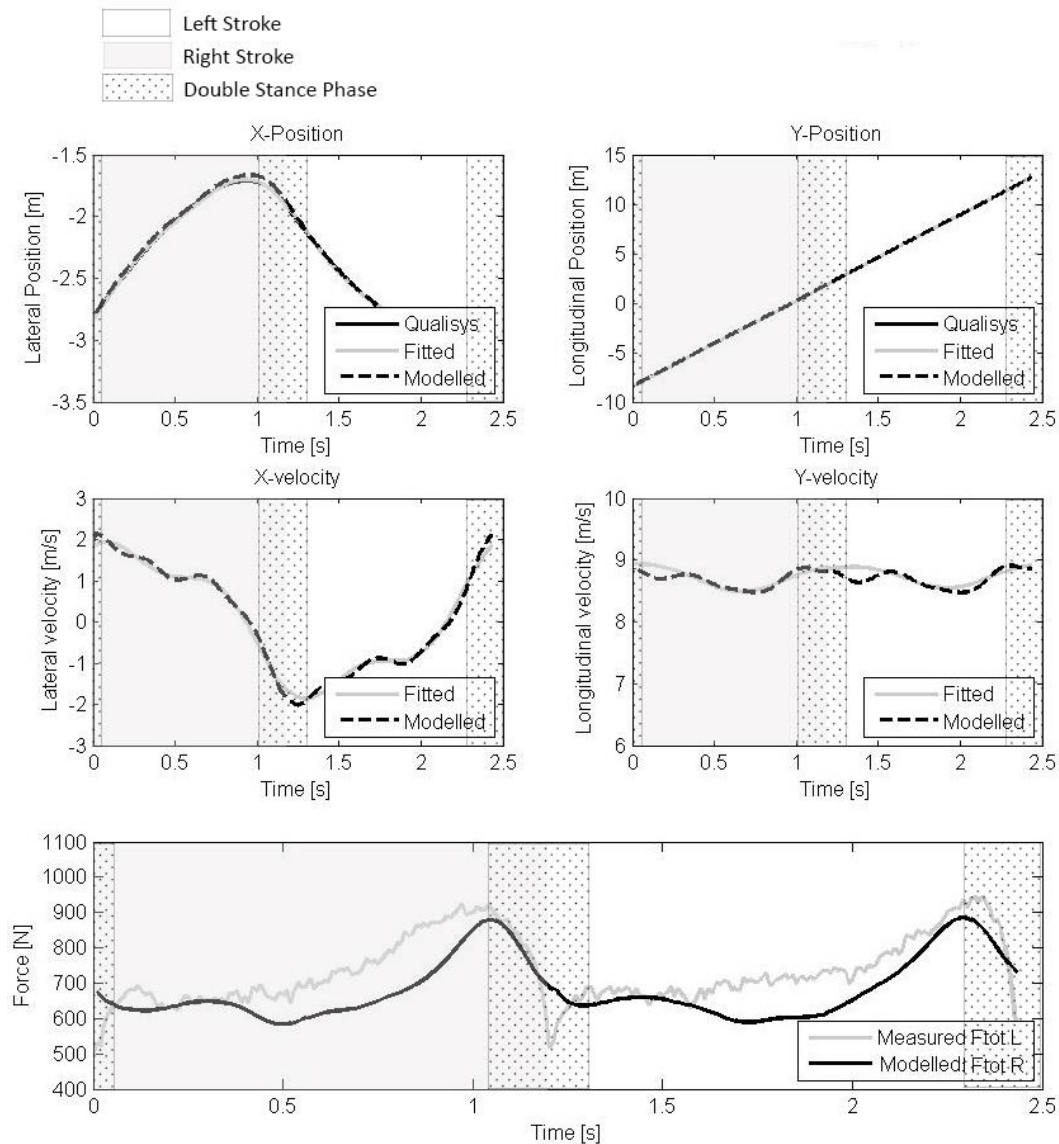 Left Stroke
Right Stroke
Double Stance Phase
X-Position
Lateral Position [m]
-1.5
-2
-2.5
-3
-3.5
0 0.5 1 1.5 2 2.5
Time [s]
Qualisys
Fitted
Modelled
Y-Position
Longitudinal Position [m]
15
10
5
0
-5
-10
0 0.5 1 1.5 2 2.5
Time [s]
Qualisys
Fitted
Modelled
X-velocity
Lateral velocity [m/s]
3
2
1
0
-1
-2
-3
0 0.5 1 1.5 2 2.5
Time [s]
Fitted
Modelled
Y-velocity
Longitudinal velocity [m/s]
10
9
8
7
6
0 0.5 1 1.5 2 2.5
Time [s]
Fitted
Modelled
Force [N]
1100
1000
900
800
700
600
500
400
0 0.5 1 1.5 2 2.5
Time [s]
Measured Ftot L
Modelled: Ftot R